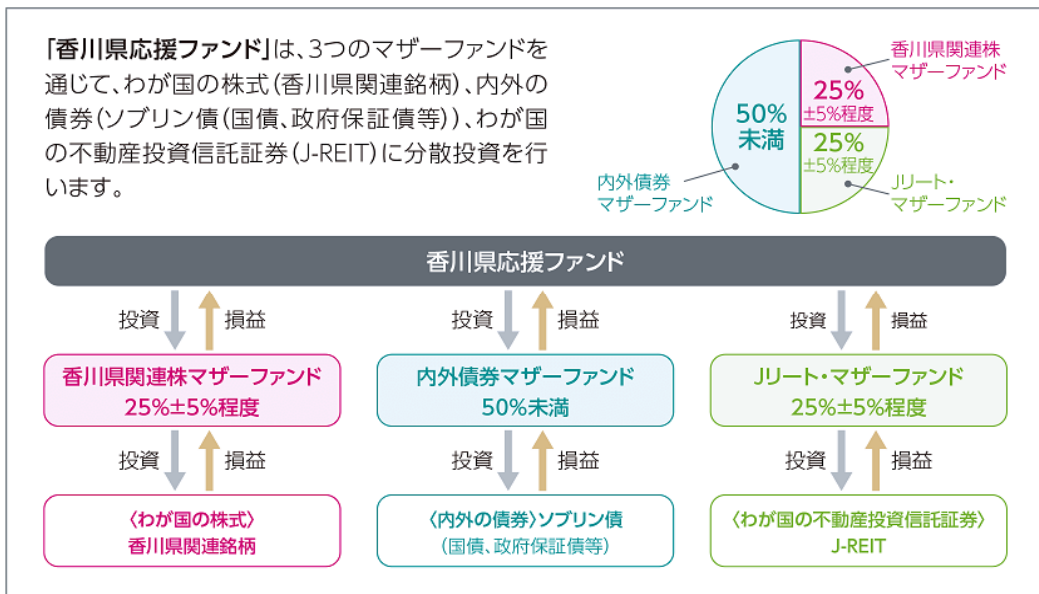 「香川県応援ファンド」は、3つのマザーファンドを
通じて、わが国の株式(香川県関連銘柄)、内外の
債券(ソブリン債(国債、政府保証債等))、わが国
の不動産投資信託証券(J-REIT)に分散投資を行
います。
香川県関連株
マザーファンド
25%
±5%程度
50%
未満
25%
±5%程度
内外債券
マザーファンド
Jリート・
マザーファンド
香川県応援ファンド
投資 損益 投資 損益 投資 損益
香川県関連株マザーファンド
25%±5%程度
内外債券マザーファンド
50%未満
Jリート・マザーファンド
25%±5%程度
投資 損益 投資 損益 投資 損益
〈わが国の株式〉
香川県関連銘柄
〈内外の債券〉ソブリン債
(国債、政府保証債等)
〈わが国の不動産投資信託証券〉
J-REIT